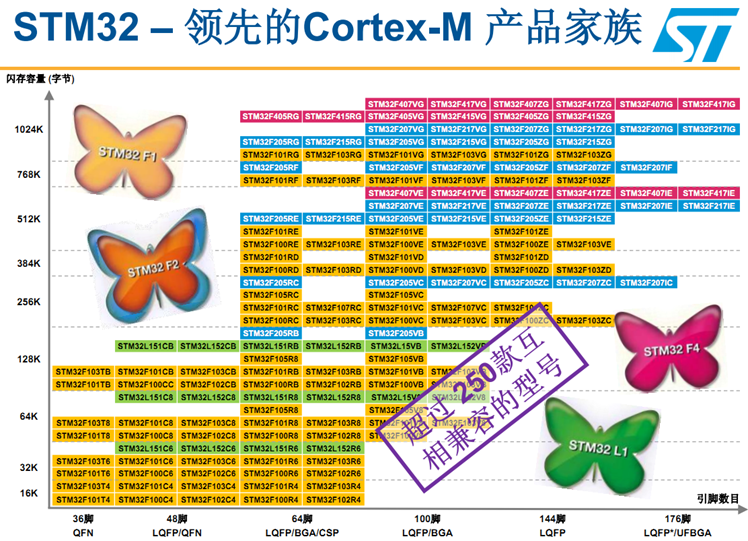 STM32 – 领先的Cortex-M 产品家族
ST
闪存容量 (字节)
STM32F407VG STM32F417VG STM32F407ZG STM32F417ZG STM32F407IG STM32F417IG
STM32F405RG STM32F415RG STM32F405VG STM32F415VG STM32F405ZG STM32F415ZG
1024K
STM32F207VG STM32F217VG STM32F207ZG STM32F217ZG STM32F207IG STM32F217IG
STM32F205RG STM32F215RG STM32F205VG STM32F215VG STM32F205ZG STM32F215ZG
STM32 F1
STM32F101RG STM32F103RG STM32F101VG STM32F103VG STM32F101ZG STM32F103ZG
768K
STM32F205RF STM32F205VF STM32F207VF STM32F205ZF STM32F207ZF STM32F207IF
STM32F101RF STM32F103RF STM32F101VF STM32F103VF STM32F101ZF STM32F103ZF
STM32F407VE STM32F417VE STM32F407ZE STM32F417ZE STM32F407IE STM32F417IE
STM32F207VE STM32F217VE STM32F207ZE STM32F217ZE STM32F207IE STM32F217IE
512K
STM32F205RE STM32F215RE STM32F205VE STM32F215VE STM32F205ZE STM32F215ZE
STM32F101RE STM32F101VE STM32F101ZE
STM32F100RE STM32F103RE STM32F100VE STM32F103VE STM32F100ZE STM32F103VE
STM32F101RD STM32F101VD STM32F101ZD
384K
STM32 F2
STM32F100RD STM32F103RD STM32F100VD STM32F103VD STM32F100ZD STM32F103ZD
STM32F205RC STM32F205VC STM32F207VC STM32F205ZC STM32F207ZC STM32F207IC
STM32F105RC STM32F105VC
256K
STM32F101RC STM32F107RC STM32F101VC STM32F107VC
STM32F100RC STM32F103RC STM32F100VC STM32F103VC STM32F100ZC STM32F103ZC
STM32F205RB STM32F205VB
STM32L151CB STM32L152CB STM32L151RB STM32L152RB STM32L15VB STM32L152VB
STM32 F4
128K
STM32F105R8 STM32F105VB
STM32F103TB STM32F101CB STM32F103CB STM32F101RB STM32F103RB STM32F101VB
STM32F101TB STM32F100CC STM32F102CB STM32F100RB STM32F102RB STM32F100VB
STM32L151C8 STM32L152C8 STM32L151R8 STM32L152R8
STM32F105R8
超过 250款互
相兼容的型号
64K
STM32F103T8 STM32F101C8 STM32F103C8 STM32F101R8 STM32F103R8
STM32F101T8 STM32F100C8 STM32F102C8 STM32F100R8 STM32F102R8
STM32L151C6 STM32L152C6 STM32L151R6 STM32L152R6
STM32 L1
32K
STM32F103T6 STM32F101C6 STM32F103C6 STM32F101R6 STM32F103R6
STM32F101T6 STM32F100C6 STM32F102C6 STM32F100R6 STM32F102R6
16K
STM32F103T4 STM32F101C4 STM32F103C4 STM32F101R4 STM32F103R4
STM32F101T4 STM32F100C4 STM32F102C4 STM32F100R4 STM32F102R4
引脚数目
36脚 48脚 64脚 100脚 144脚 176脚
QFN LQFP/QFN LQFP/BGA/CSP LQFP/BGA LQFP LQFP*/UFBGA